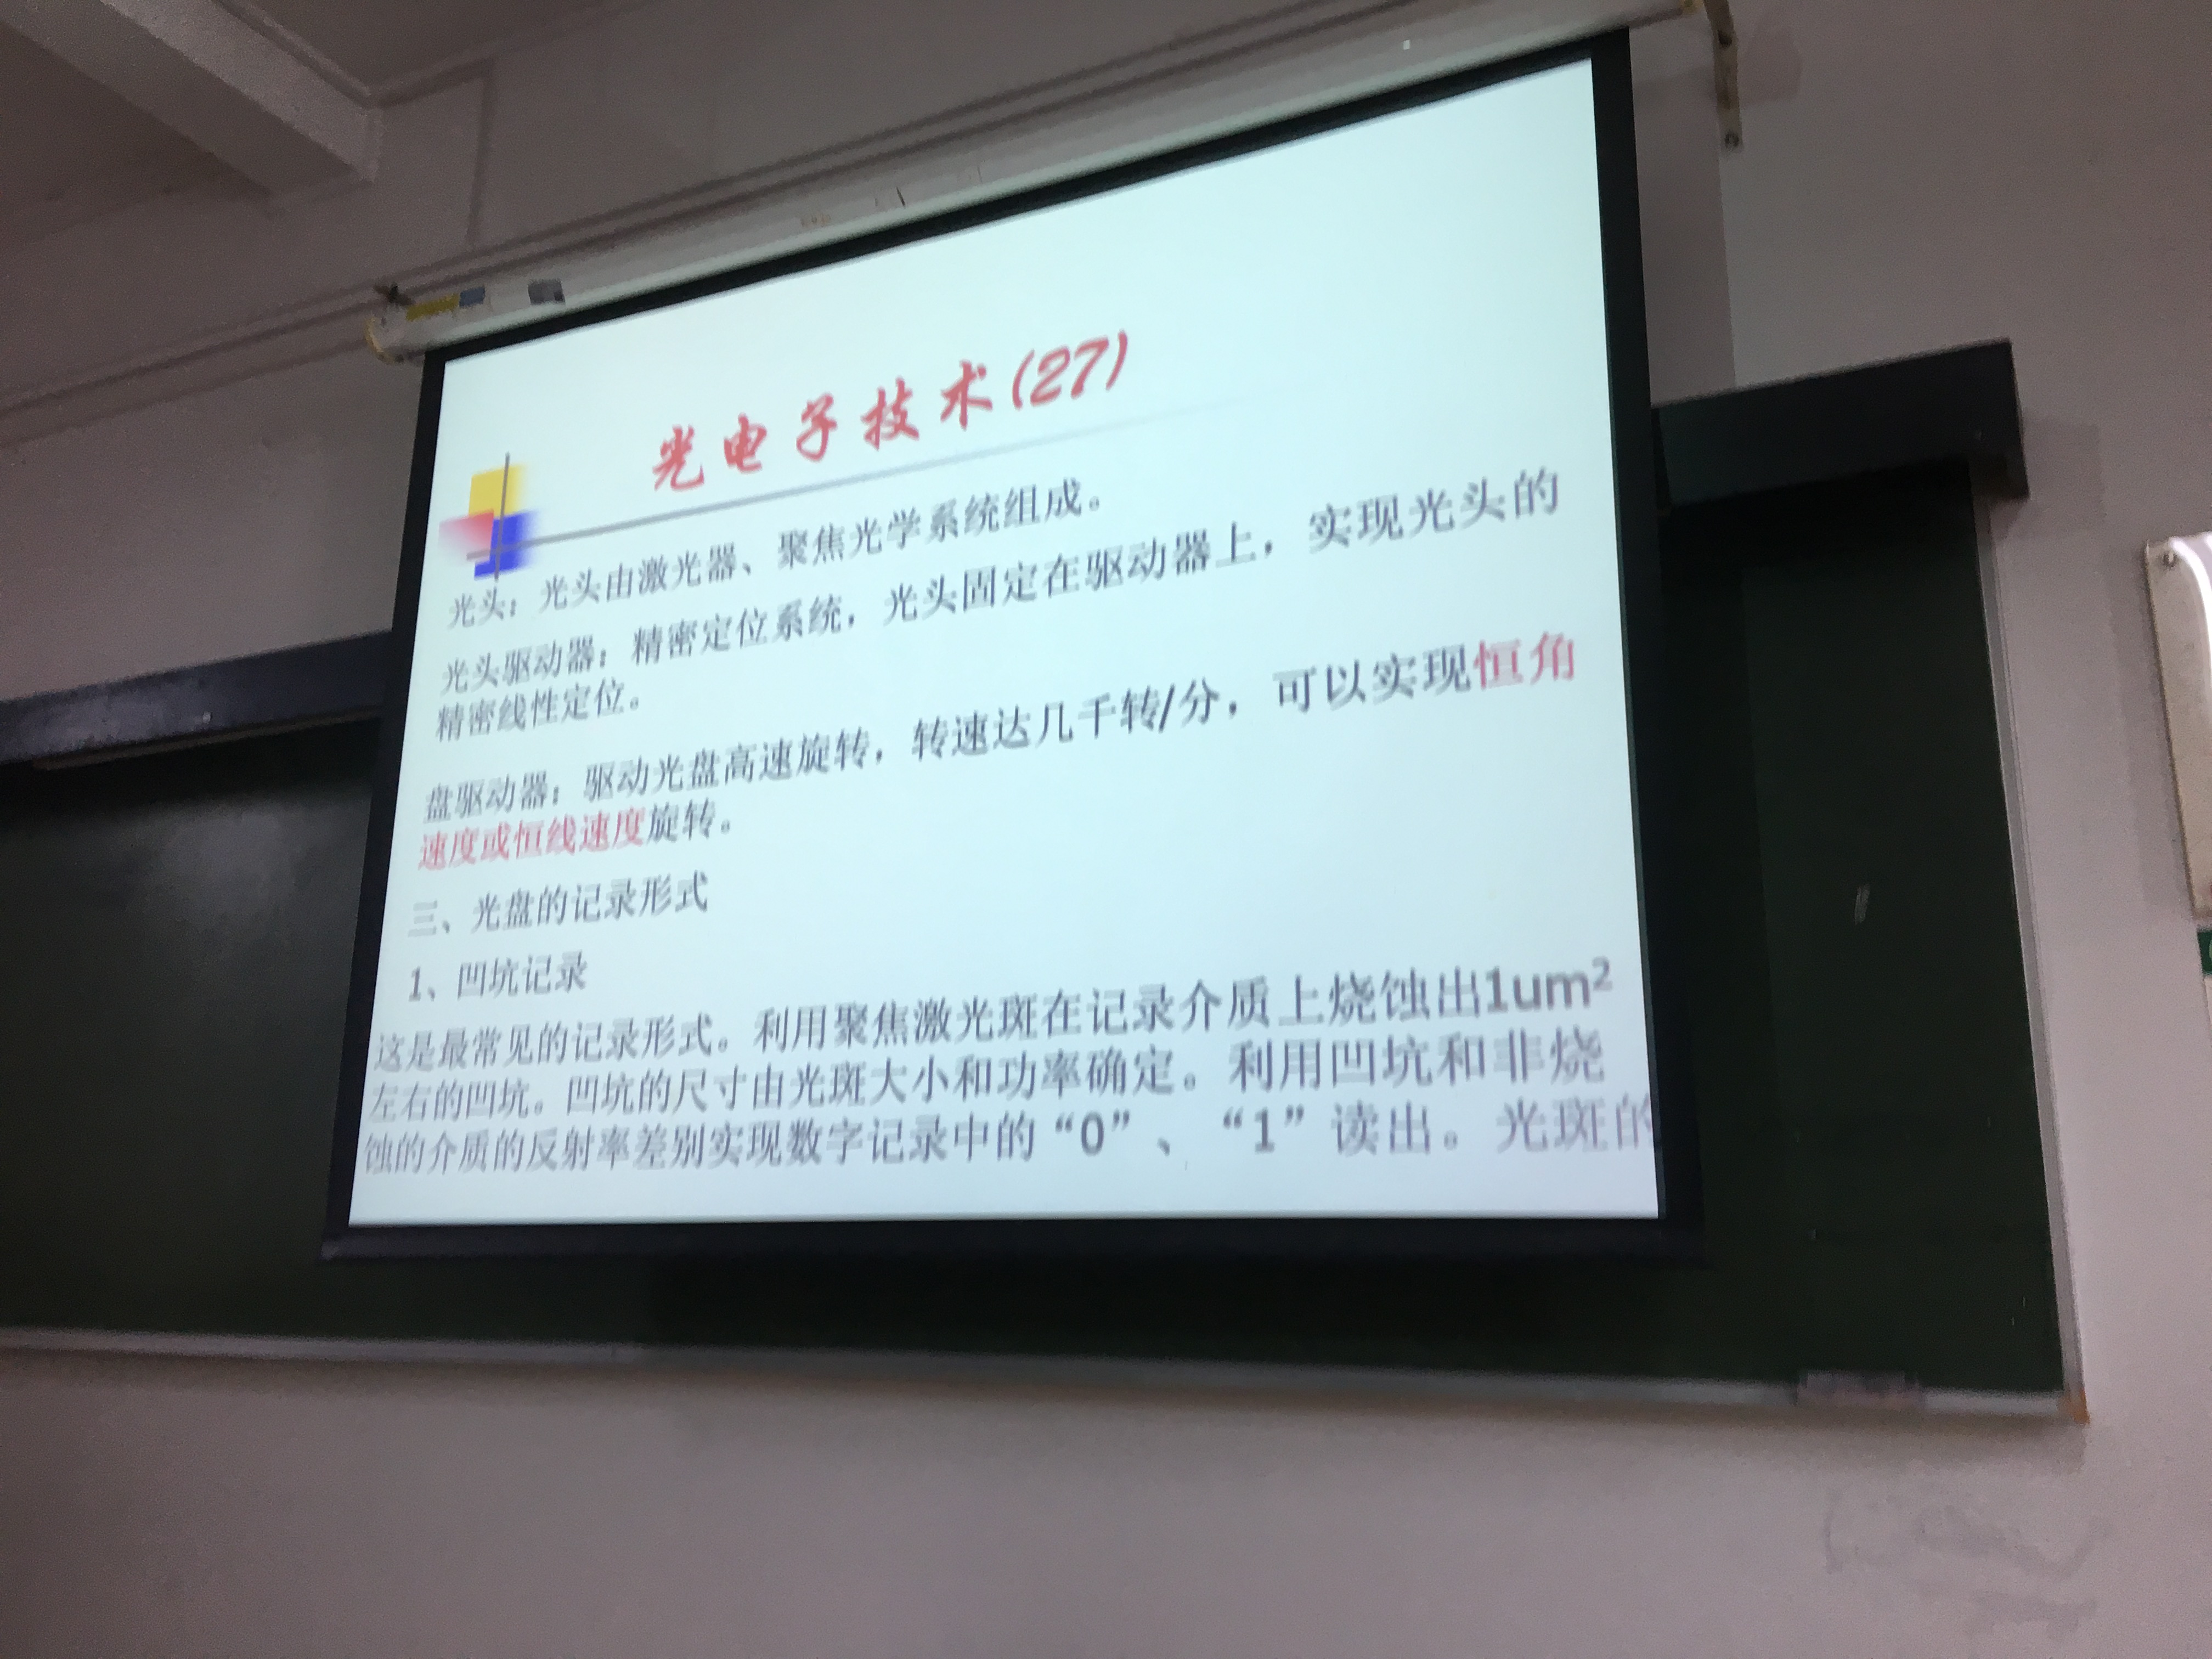 光电子技术(27)
光头：光头由激光器、聚焦光学系统组成。
光头驱动器：精密定位系统，光头固定在驱动器上，实现光头的
精密线性定位。
盘驱动器：驱动光盘高速旋转，转速达几千转/分，可以实现恒角
速度或恒线速度旋转。
三、光盘的记录形式
1、凹坑记录
这是最常见的记录形式。利用聚焦激光斑在记录介质上烧蚀出1um²
左右的凹坑。凹坑的尺寸由光斑大小和功率确定。利用凹坑和非烧
蚀的介质的反射率差别实现数字记录中的“0”、“1”读出。光斑的